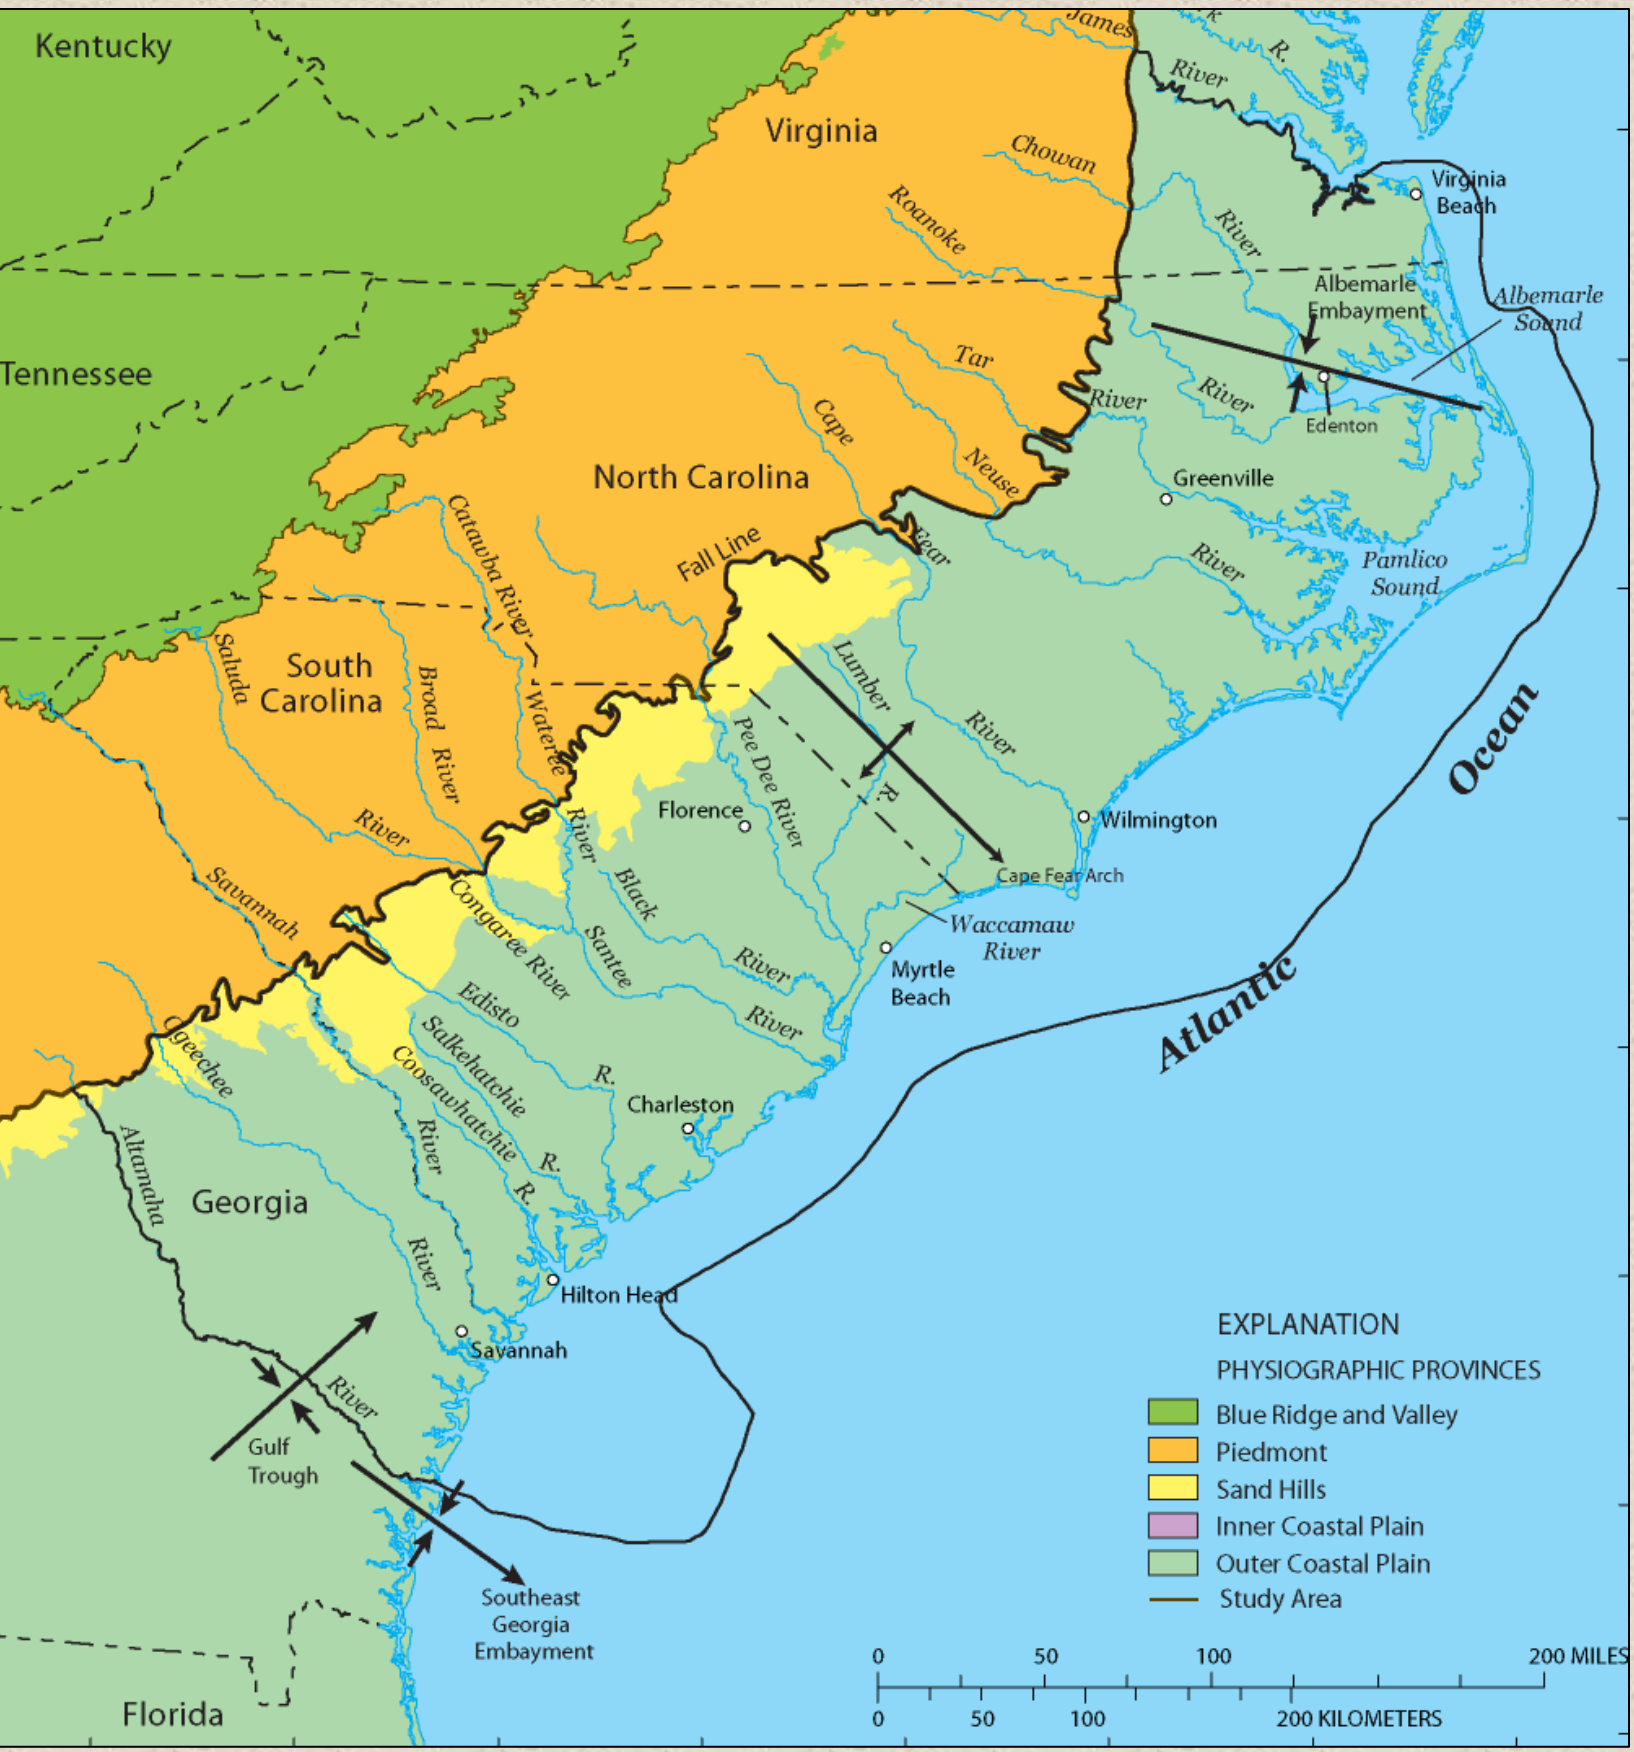 Kentucky
James
k
R.
River
Virginia
Chowan
Virginia
Beach
Roanoke
River
Albemarle
Embayment
Albemarle
Sound
Tennessee
Tar
River
River
Cape
Edenton
North Carolina
Neuse
Greenville
Catawba River
Fall Line
Fear
River
Pamlico
Sound
Saluda
South
Carolina
Broad River
Wateree
Lumber
Pee Dee River
River
Ocean
R.
Florence
Wilmington
River
River
Cape Fear Arch
Savannah
Congaree River
Black
Waccamaw
River
Santee
River
Myrtle
Beach
Atlantic
Edisto
River
Salkehatchie
Ogeechee
Coosawhatchie
R.
Charleston
Altamaha
River
R.
R.
Georgia
River
Hilton Head
Savannah
River
Gulf
Trough
Southeast
Georgia
Embayment
Florida
EXPLANATION
PHYSIOGRAPHIC PROVINCES
Blue Ridge and Valley
Piedmont
Sand Hills
Inner Coastal Plain
Outer Coastal Plain
Study Area
0 50 100 200 MILES
0 50 100 200 KILOMETERS